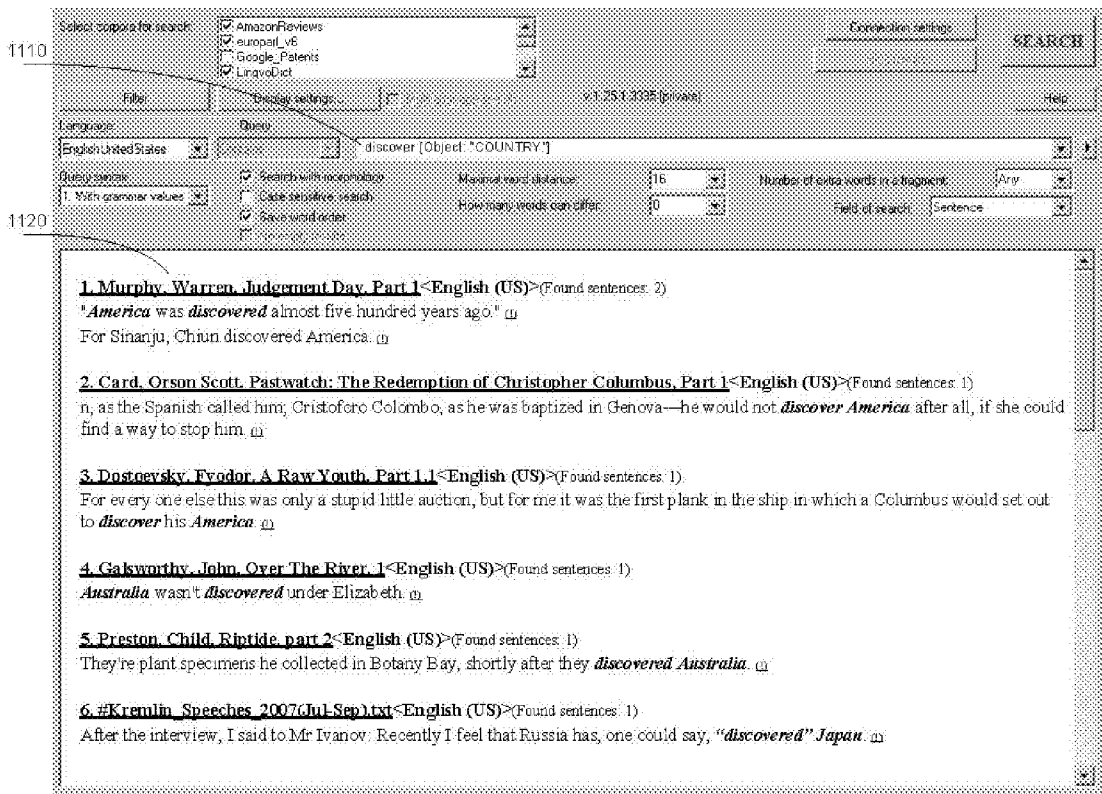 Select corpora for search:
AmazonReviews
europarl_v6
Google_Patents
LingvoDict
Connection settings
SEARCH
1110
Filter
Display settings...
v.1.25.1.3335 [private]
Help
Language:
Query
English United States
discover [Object: "COUNTRY"]
Query syntax:
1. With grammar values
Search with morphology
Case sensitive search
Save word order
Maximal word distance:
16
How many words can differ:
0
Number of extra words in a fragment:
Any
Field of search:
Sentence
1120
1. Murphy, Warren. Judgement Day, Part 1<English (US)>(Found sentences: 2)
"America was discovered almost five hundred years ago." (!)
For Sinanju, Chiun discovered America. (!)
2. Card, Orson Scott. Pastwatch: The Redemption of Christopher Columbus, Part 1<English (US)>(Found sentences: 1)
n, as the Spanish called him; Cristoforo Colombo, as he was baptized in Genova—he would not discover America after all, if she could
find a way to stop him. (!)
3. Dostoevsky, Fyodor. A Raw Youth, Part 1.1<English (US)>(Found sentences: 1)
For every one else this was only a stupid little auction, but for me it was the first plank in the ship in which a Columbus would set out
to discover his America. (!)
4. Galsworthy, John. Over The River, 1<English (US)>(Found sentences: 1)
Australia wasn't discovered under Elizabeth. (!)
5. Preston, Child. Riptide, part 2<English (US)>(Found sentences: 1)
They're plant specimens he collected in Botany Bay, shortly after they discovered Australia. (!)
6. #Kremlin_Speeches_2007(Jul-Sep).txt<English (US)>(Found sentences: 1)
After the interview, I said to Mr Ivanov: Recently I feel that Russia has, one could say, “discovered” Japan. (!)